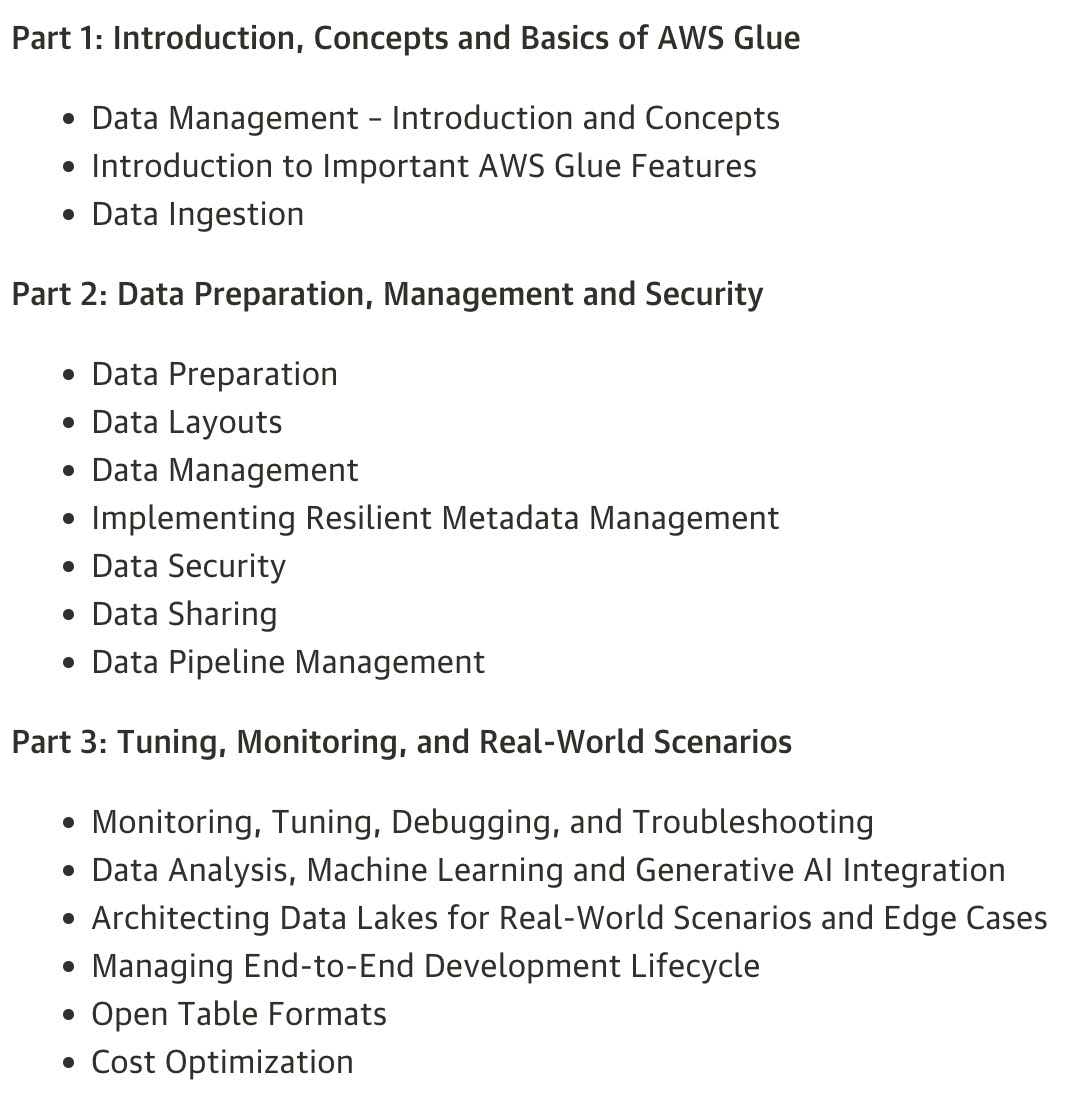 Part 1: Introduction, Concepts and Basics of AWS Glue
• Data Management – Introduction and Concepts
• Introduction to Important AWS Glue Features
• Data Ingestion
Part 2: Data Preparation, Management and Security
• Data Preparation
• Data Layouts
• Data Management
• Implementing Resilient Metadata Management
• Data Security
• Data Sharing
• Data Pipeline Management
Part 3: Tuning, Monitoring, and Real-World Scenarios
• Monitoring, Tuning, Debugging, and Troubleshooting
• Data Analysis, Machine Learning and Generative AI Integration
• Architecting Data Lakes for Real-World Scenarios and Edge Cases
• Managing End-to-End Development Lifecycle
• Open Table Formats
• Cost Optimization